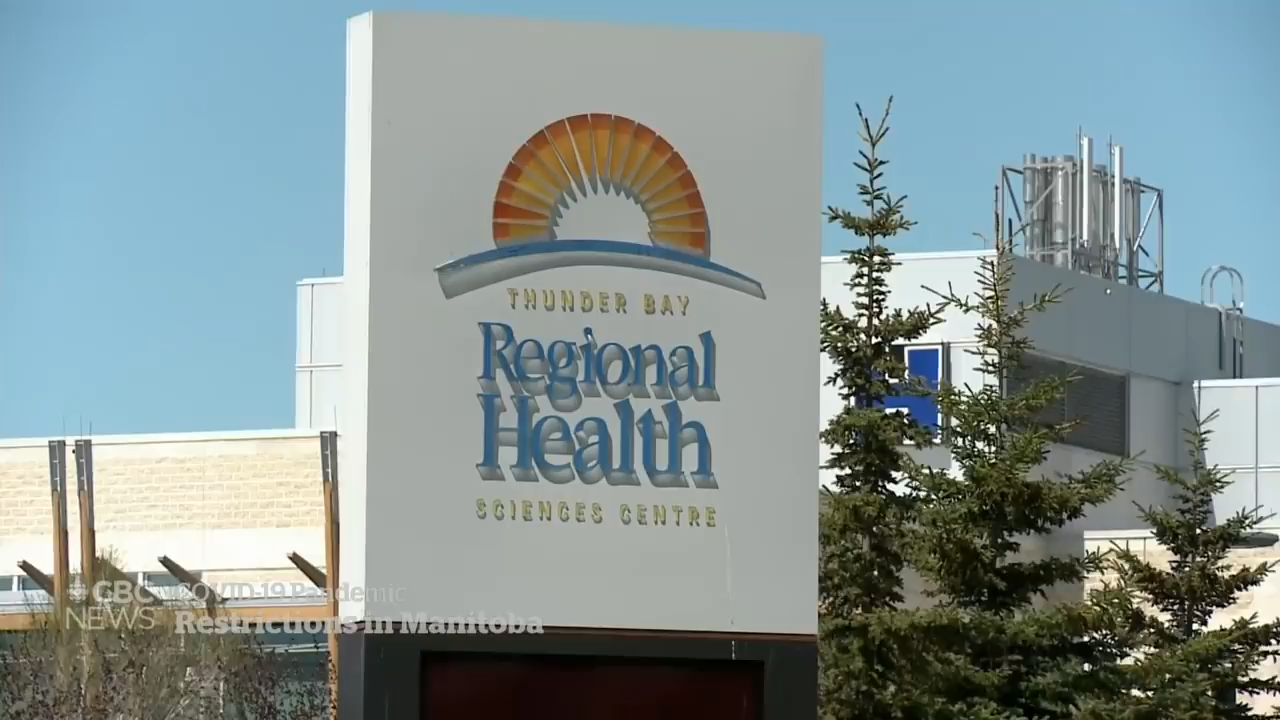 THUNDER BAY
Regional
Health
SCIENCES CENTRE
H
CBC
NEWS
COVID-19 Pandemic
Restrictions in Manitoba